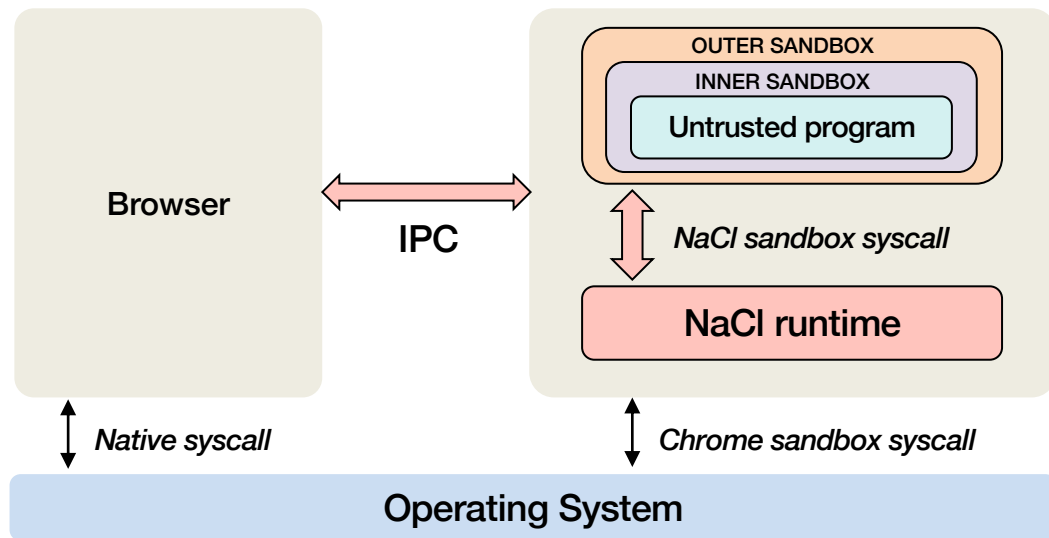 OUTER SANDBOX
INNER SANDBOX
Untrusted program
Browser
IPC
NaCl sandbox syscall
NaCl runtime
Native syscall
Chrome sandbox syscall
Operating System